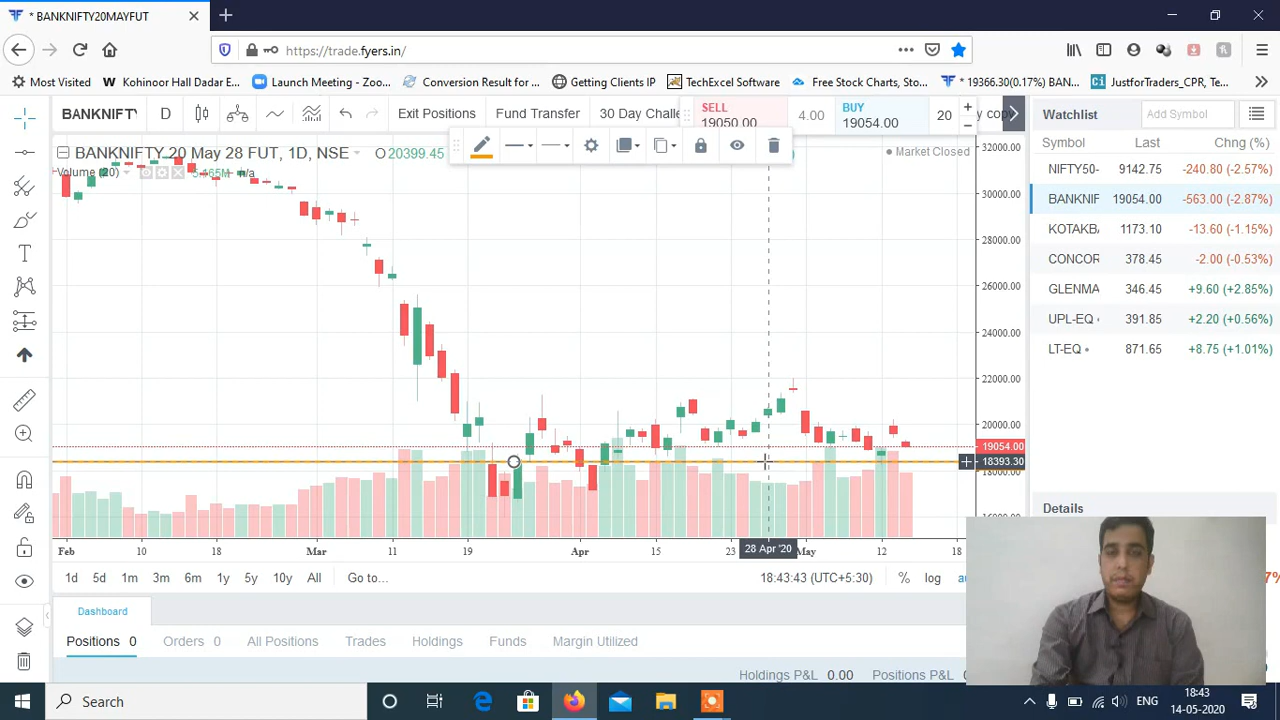 * BANKNIFTY20MAYFUT
https://trade.fyers.in/
Most Visited
Kohinoor Hall Dadar E...
Launch Meeting - Zoo...
Conversion Result for ...
Getting Clients IP
TechExcel Software
Free Stock Charts, Sto...
* 19366.30(0.17%) BAN...
JustforTraders_CPR, Te...
BANKNIFTY
D
Exit Positions
Fund Transfer
30 Day Challe
SELL
19050.00
4.00
BUY
19054.00
20
y cop
BANKNIFTY 20 May 28 FUT, 1D, NSE
O 20399.45
Market Closed
Volume (20)
n/a
32000.00
30000.00
28000.00
26000.00
24000.00
22000.00
20000.00
19054.00
18393.30
18000.00
16000.00
Feb
10
18
Mar
11
19
Apr
15
23
28 Apr '20
May
12
18
1d
5d
1m
3m
6m
1y
5y
10y
All
Go to...
18:43:43 (UTC+5:30)
%
log
Dashboard
Positions 0
Orders 0
All Positions
Trades
Holdings
Funds
Margin Utilized
Holdings P&L 0.00
Positions P&L
Watchlist
Add Symbol
Symbol Last Chng (%)
NIFTY50- 9142.75 -240.80 (-2.57%)
BANKNIF 19054.00 -563.00 (-2.87%)
KOTAKBA 1173.10 -13.60 (-1.15%)
CONCOR 378.45 -2.00 (-0.53%)
GLENMA 346.45 +9.60 (+2.85%)
UPL-EQ 391.85 +2.20 (+0.56%)
LT-EQ 871.65 +8.75 (+1.01%)
Details
Search
ENG
18:43
14-05-2020